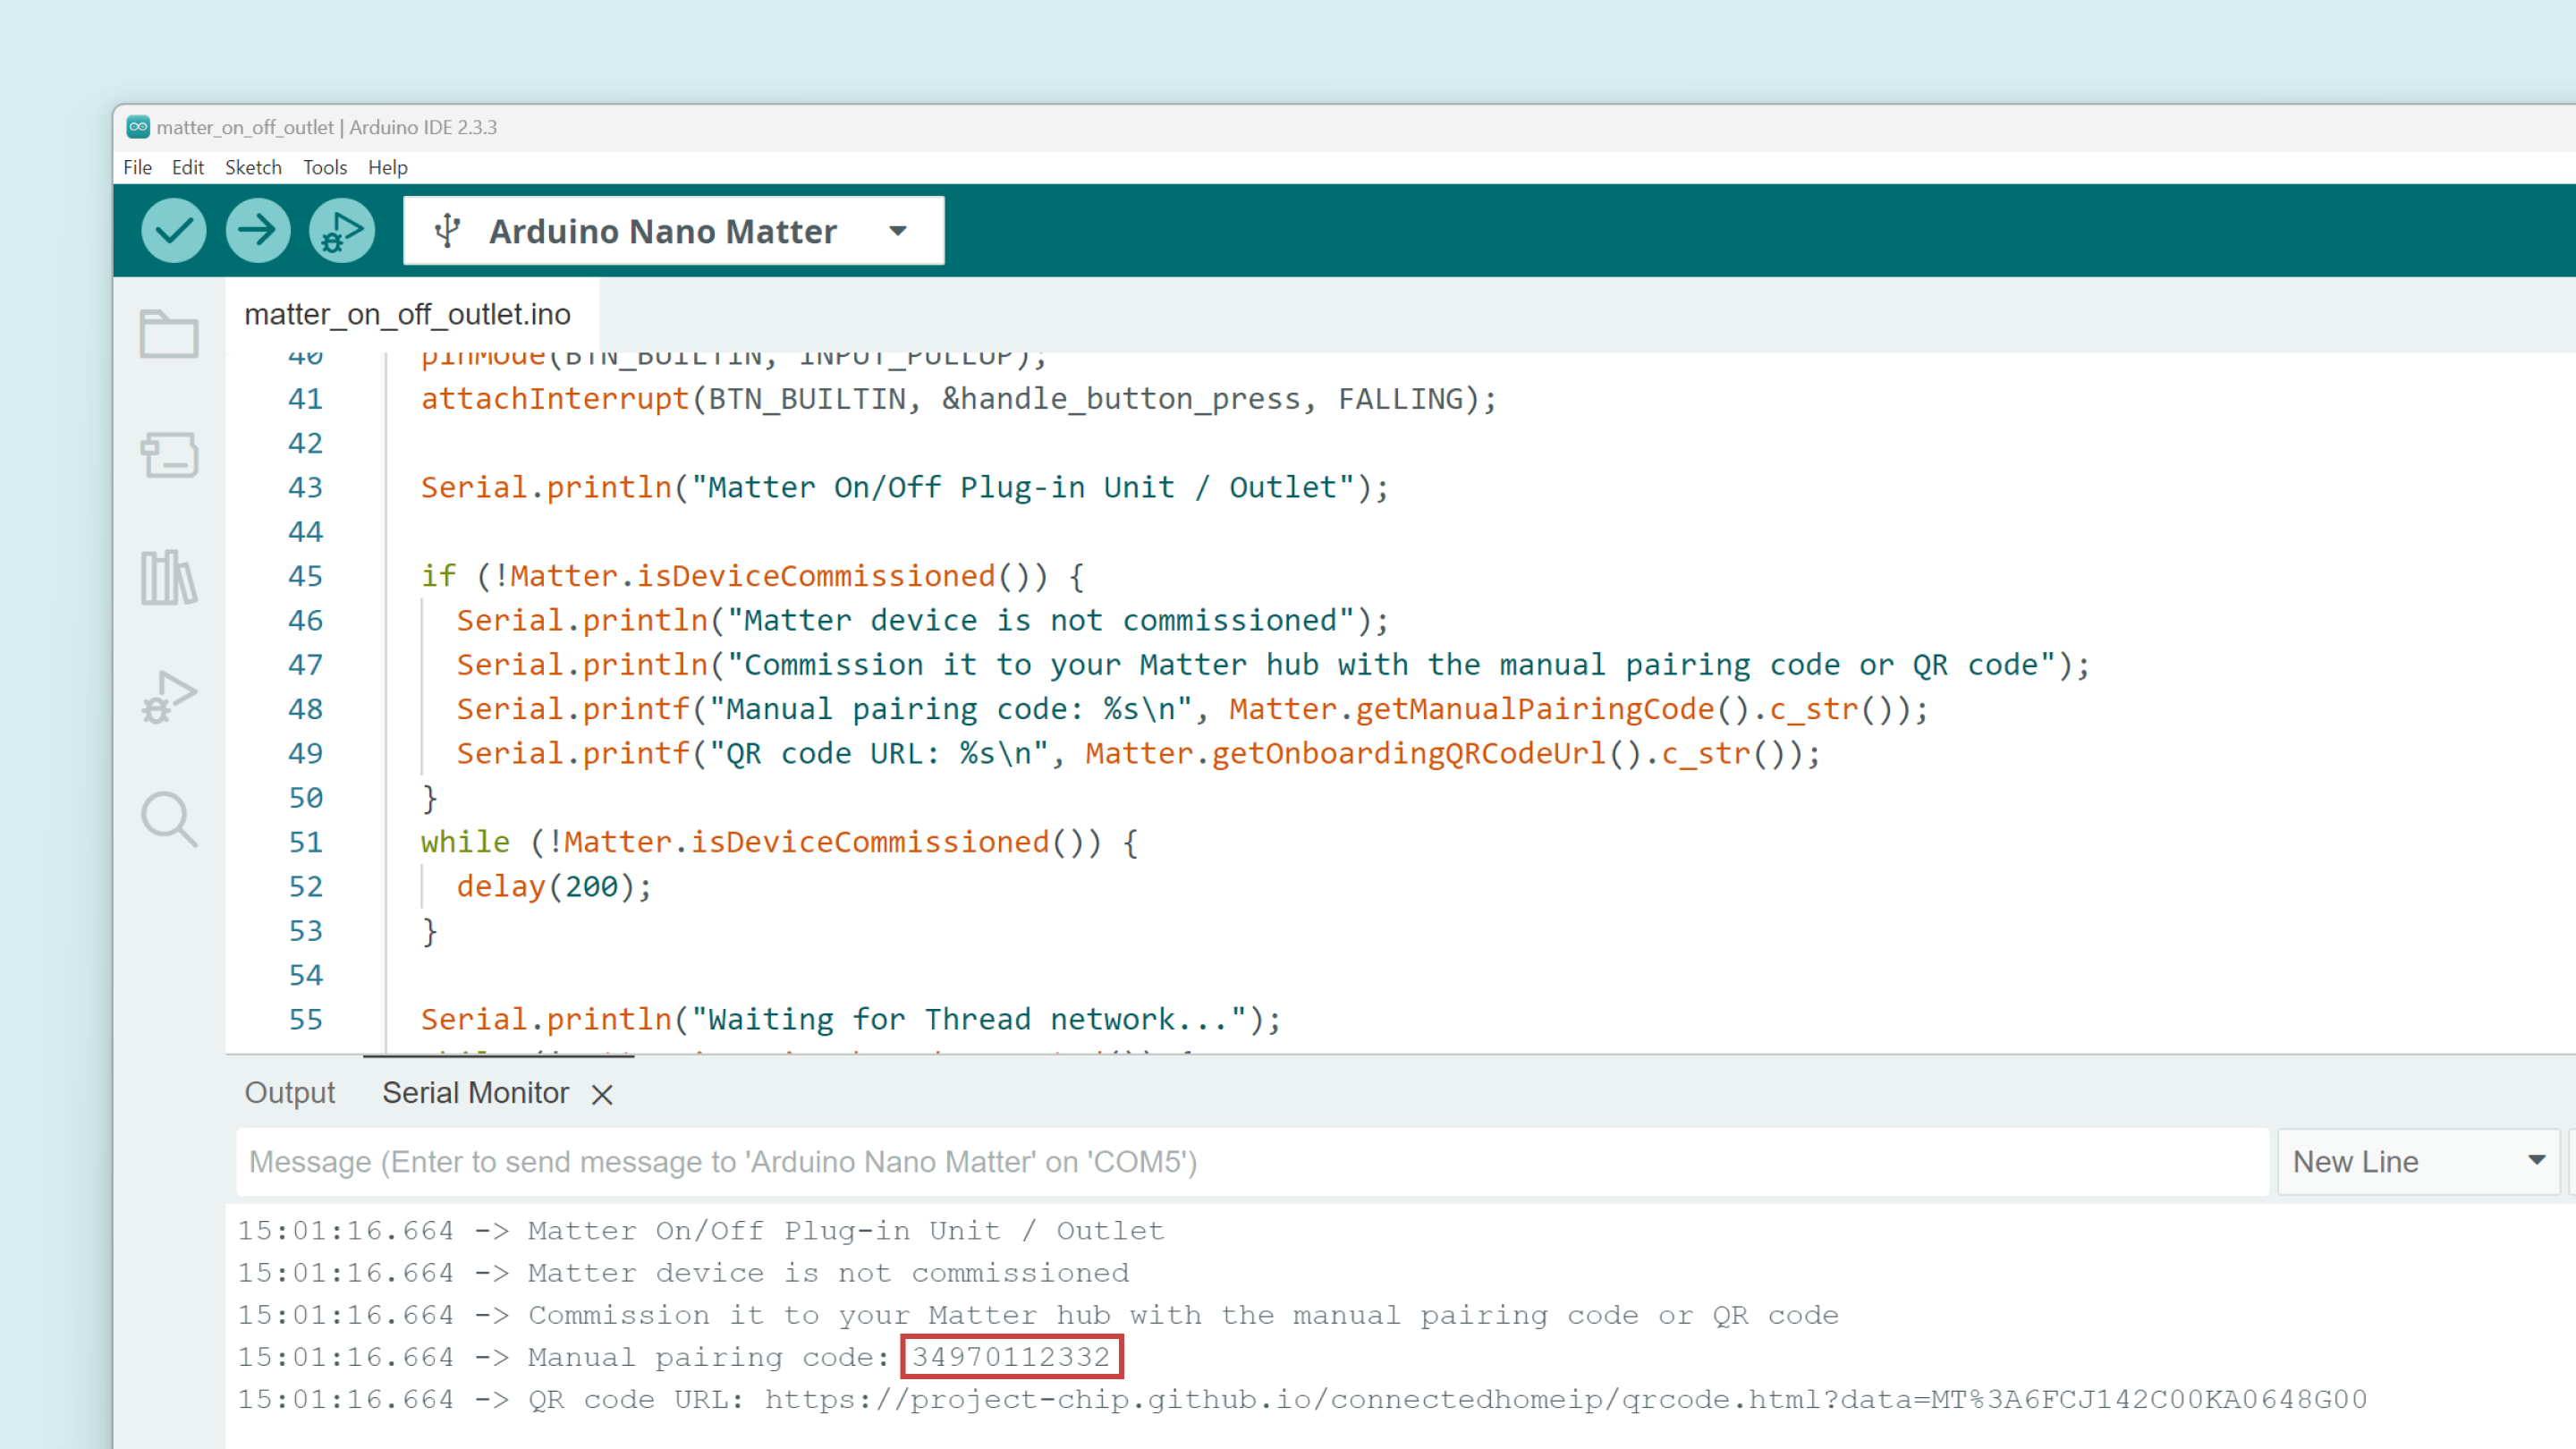 matter_on_off_outlet | Arduino IDE 2.3.3
File Edit Sketch Tools Help
Arduino Nano Matter
matter_on_off_outlet.ino
40 pinMode(BTN_BUILTIN, INPUT_PULLUP);
41 attachInterrupt(BTN_BUILTIN, &handle_button_press, FALLING);
42
43 Serial.println("Matter On/Off Plug-in Unit / Outlet");
44
45 if (!Matter.isDeviceCommissioned()) {
46 Serial.println("Matter device is not commissioned");
47 Serial.println("Commission it to your Matter hub with the manual pairing code or QR code");
48 Serial.printf("Manual pairing code: %s\n", Matter.getManualPairingCode().c_str());
49 Serial.printf("QR code URL: %s\n", Matter.getOnboardingQRCodeUrl().c_str());
50 }
51 while (!Matter.isDeviceCommissioned()) {
52 delay(200);
53 }
54
55 Serial.println("Waiting for Thread network...");
Output Serial Monitor
Message (Enter to send message to 'Arduino Nano Matter' on 'COM5') New Line
15:01:16.664 -> Matter On/Off Plug-in Unit / Outlet
15:01:16.664 -> Matter device is not commissioned
15:01:16.664 -> Commission it to your Matter hub with the manual pairing code or QR code
15:01:16.664 -> Manual pairing code: 34970112332
15:01:16.664 -> QR code URL: https://project-chip.github.io/connectedhomeip/qrcode.html?data=MT%3A6FCJ142C00KA0648G00